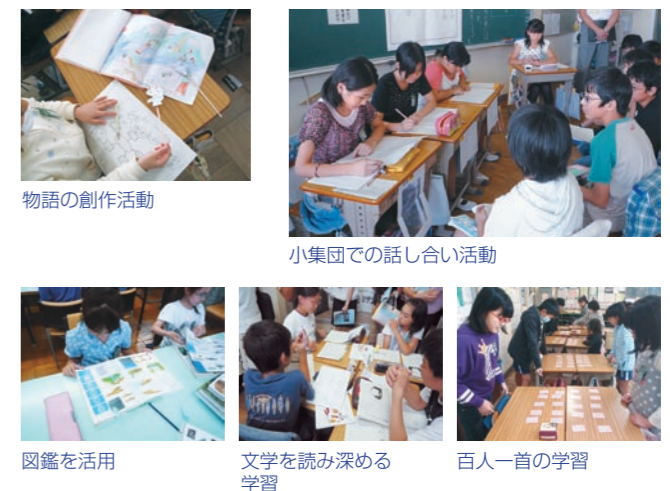 物語の創作活動
小集団での話し合い活動
図鑑を活用
文学を読み深める
学習
百人一首の学習